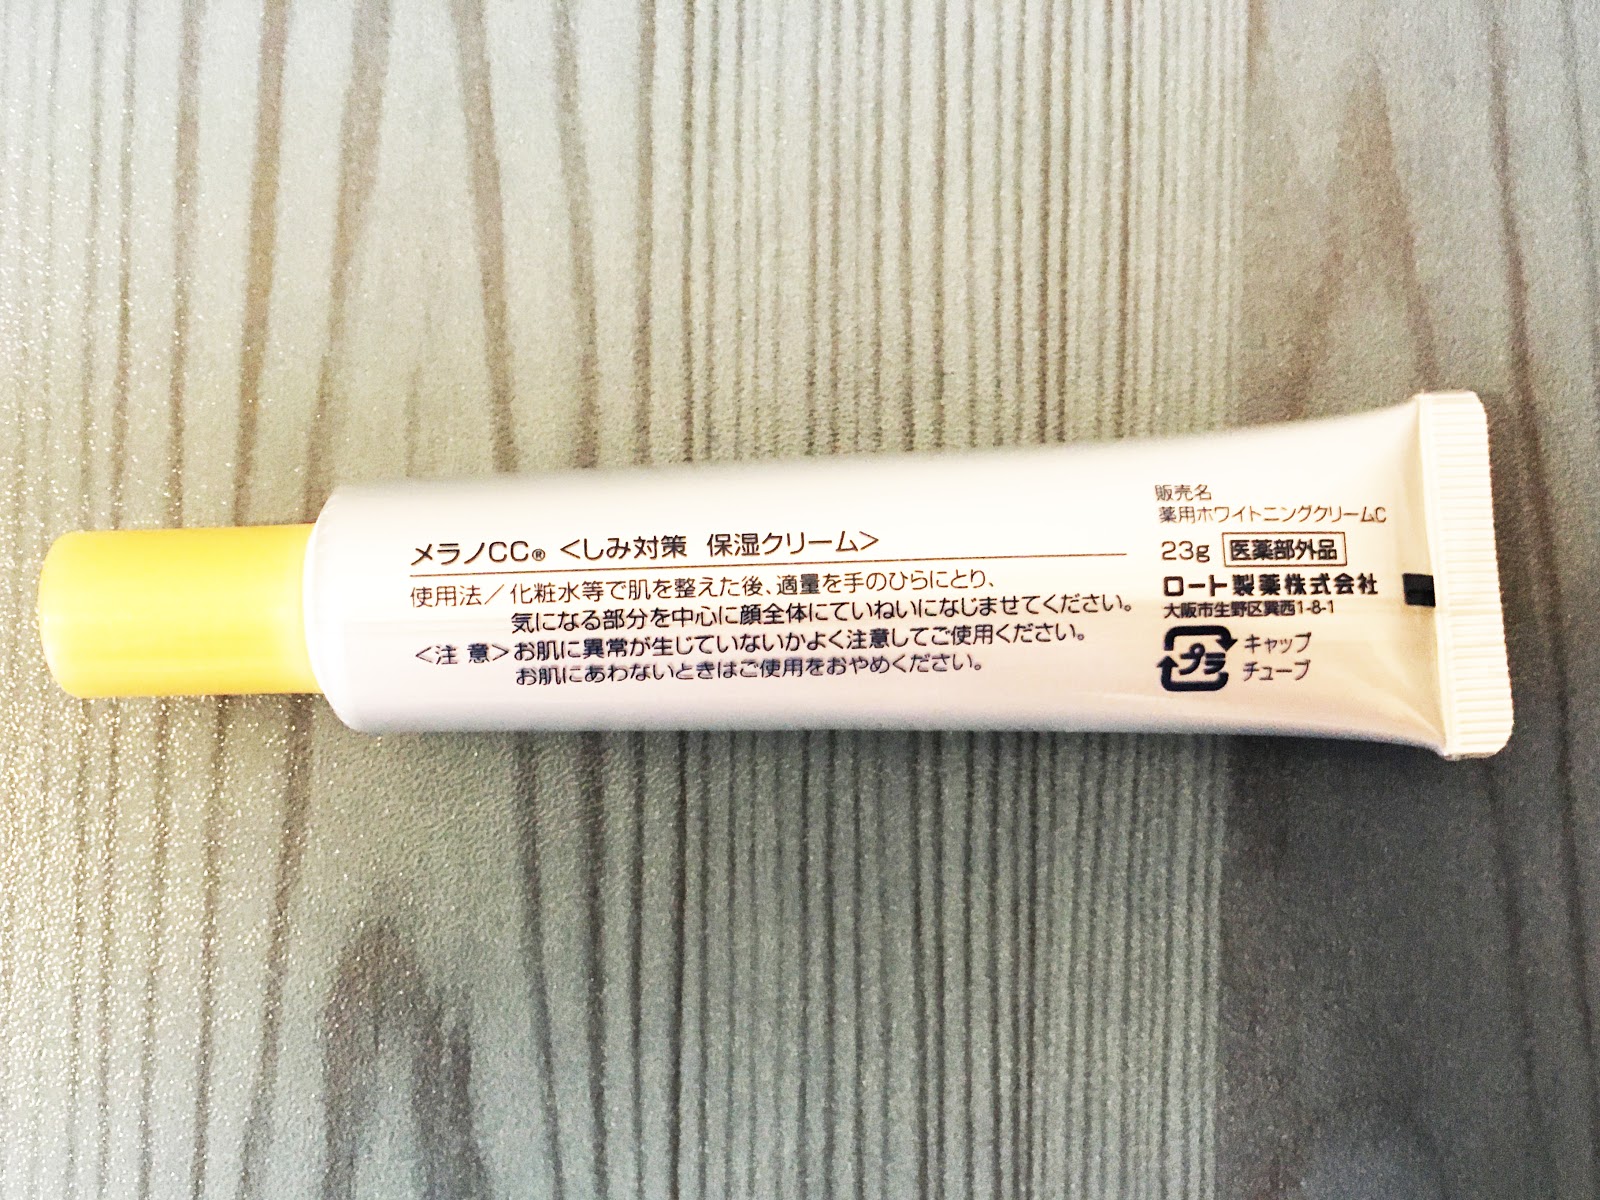 メラノCC® <しみ対策 保湿クリーム>
使用法／化粧水等で肌を整えた後、適量を手のひらにとり、
気になる部分を中心に顔全体にていねいになじませてください。
<注 意>お肌に異常が生じていないかよく注意してご使用ください。
お肌にあわないときはご使用をおやめください。
販売名
薬用ホワイトニングクリームC
23g 医薬部外品
ロート製薬株式会社
大阪市生野区巽西1-8-1
プラ
キャップ
チューブ